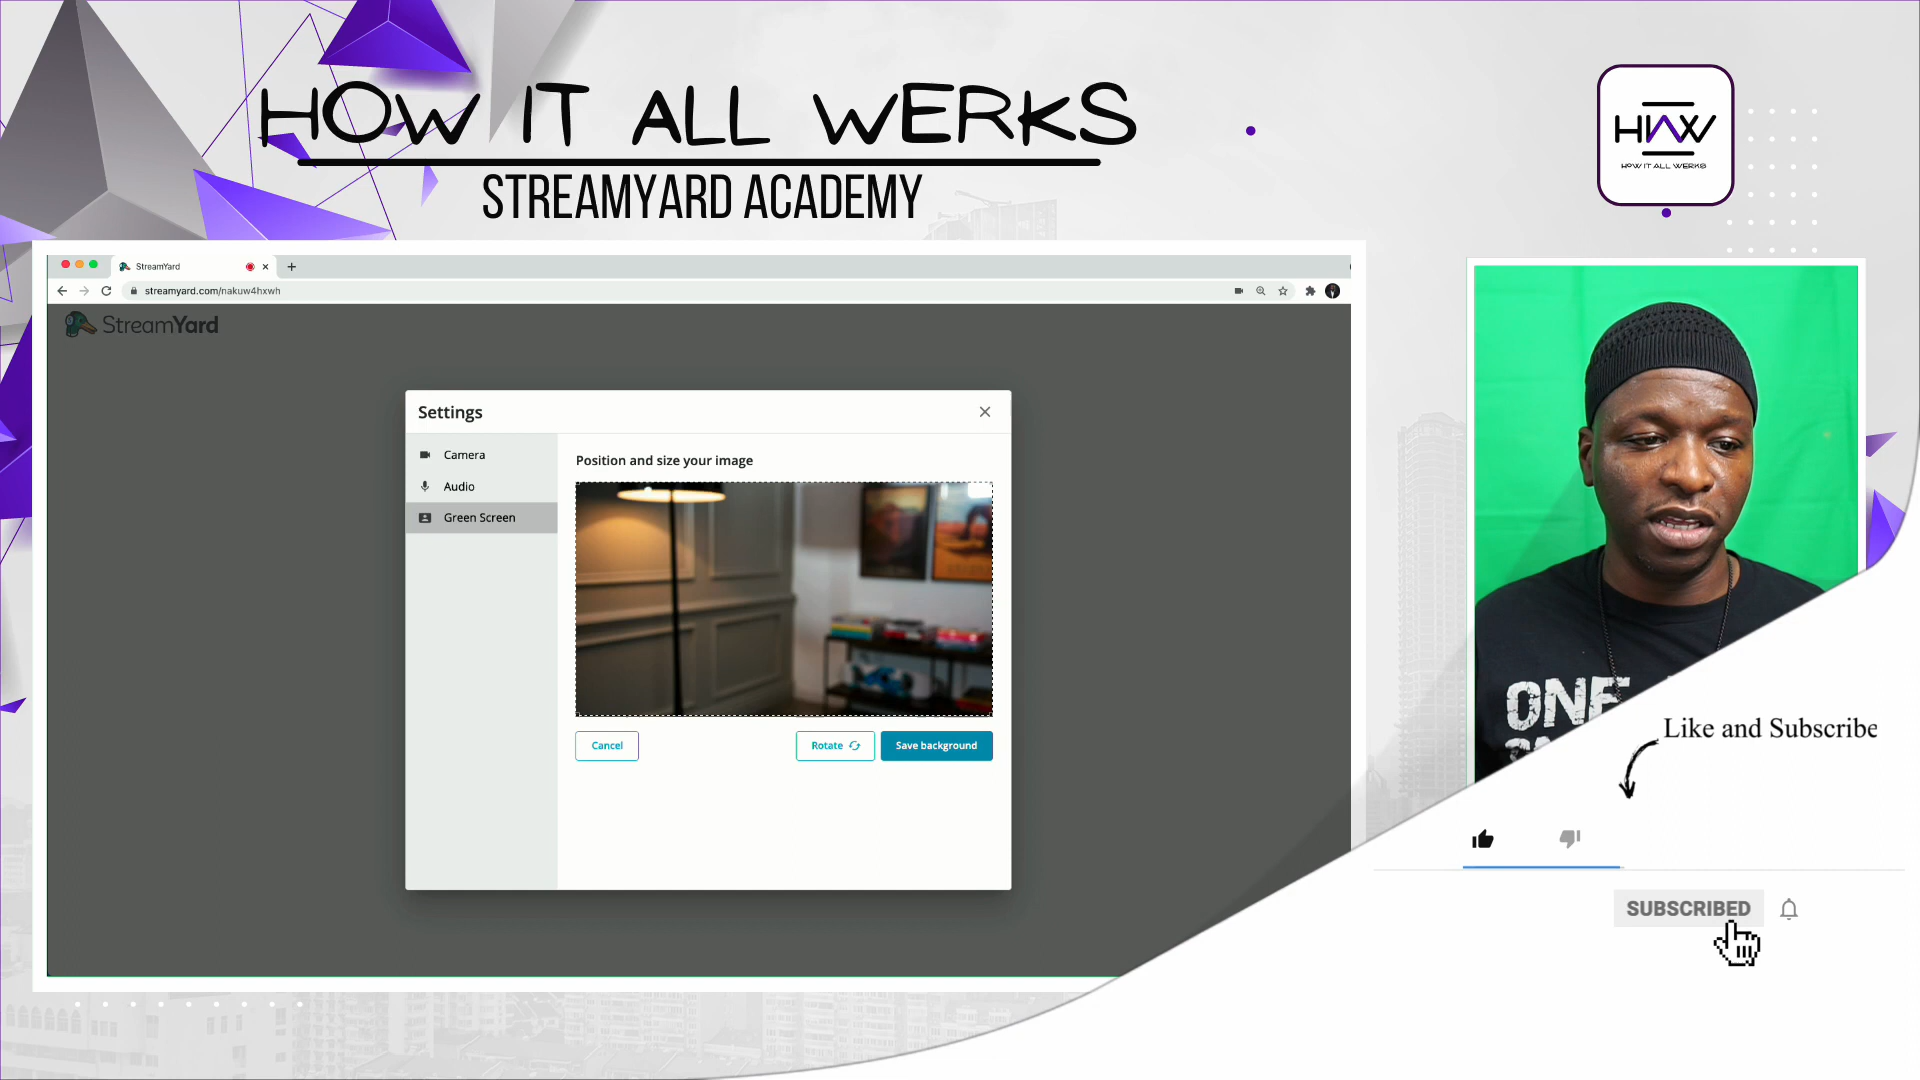 HOW IT ALL WERKS
STREAMYARD ACADEMY
HIAW
HOW IT ALL WERKS
StreamYard
streamyard.com/nakuw4hxwh
StreamYard
Settings
Camera
Audio
Green Screen
Position and size your image
Cancel
Rotate
Save background
ONE
Like and Subscribe
SUBSCRIBED